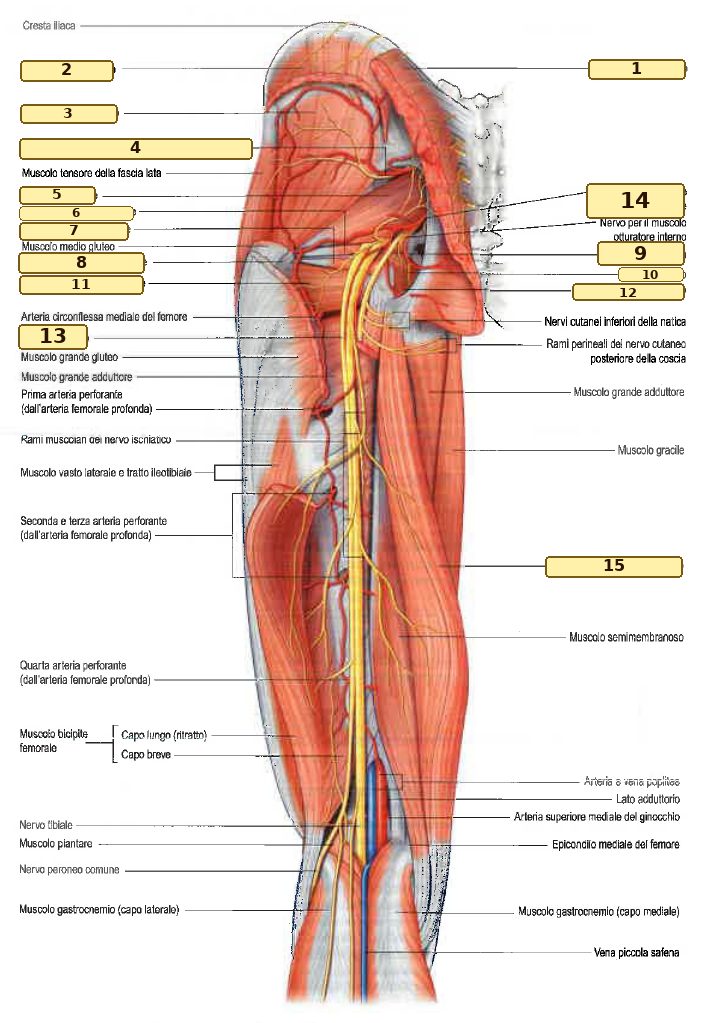 Cresta iliaca
2
1
3
4
Muscolo tensore della fascia lata
5
14
6
7
Nervo per il muscolo
otturatore interno
Muscolo medio gluteo
9
8
10
11
12
Arteria circonflessa mediale del femore
Nervi cutanei inferiori della natica
13
Rami perineali del nervo cutaneo
posteriore della coscia
Muscolo grande gluteo
Muscolo grande adduttore
Prima arteria perforante
(dall'arteria femorale profonda)
Muscolo grande adduttore
Rami muscolari del nervo ischiatico
Muscolo gracile
Muscolo vasto laterale e tratto ileotibiale
Seconda e terza arteria perforante
(dall'arteria femorale profonda)
15
Muscolo semimembranoso
Quarta arteria perforante
(dall'arteria femorale profonda)
Muscolo bicipite
femorale
Capo lungo (ritratto)
Capo breve
Arteria e vena poplitea
Lato adduttorio
Arteria superiore mediale del ginocchio
Nervo tibiale
Muscolo plantare
Epicondilo mediale del femore
Nervo peroneo comune
Muscolo gastrocnemio (capo laterale)
Muscolo gastrocnemio (capo mediale)
Vena piccola safena